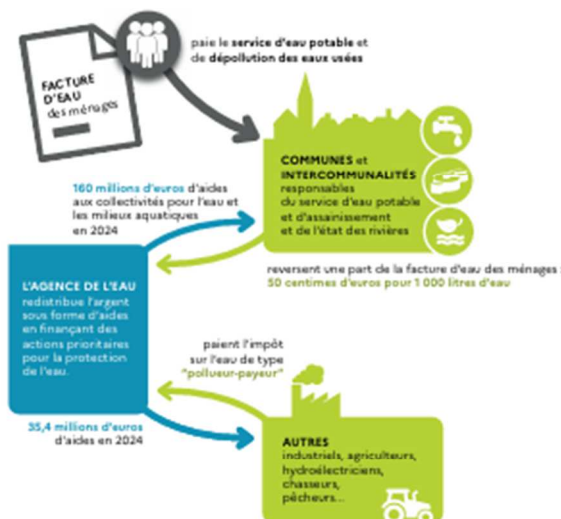 FACTURE
D'EAU
des ménages
paie le service d'eau potable et
de dépollution des eaux usées
COMMUNES et
INTERCOMMUNALITÉS
responsables
du service d'eau potable
et d'assainissement
et de l'état des rivières
160 millions d'euros d'aides
aux collectivités pour l'eau et
les milieux aquatiques
en 2024
reversent une part de la facture d'eau des ménages :
50 centimes d'euros pour 1 000 litres d'eau
L'AGENCE DE L'EAU
redistribue l'argent
sous forme d'aides
en finançant des
actions prioritaires
pour la protection
de l'eau.
paient l'impôt
sur l'eau de type
"pollueur-payeur"
35,4 millions d'euros
d'aides en 2024
AUTRES
industriels, agriculteurs,
hydroélectriciens,
chasseurs,
pêcheurs...